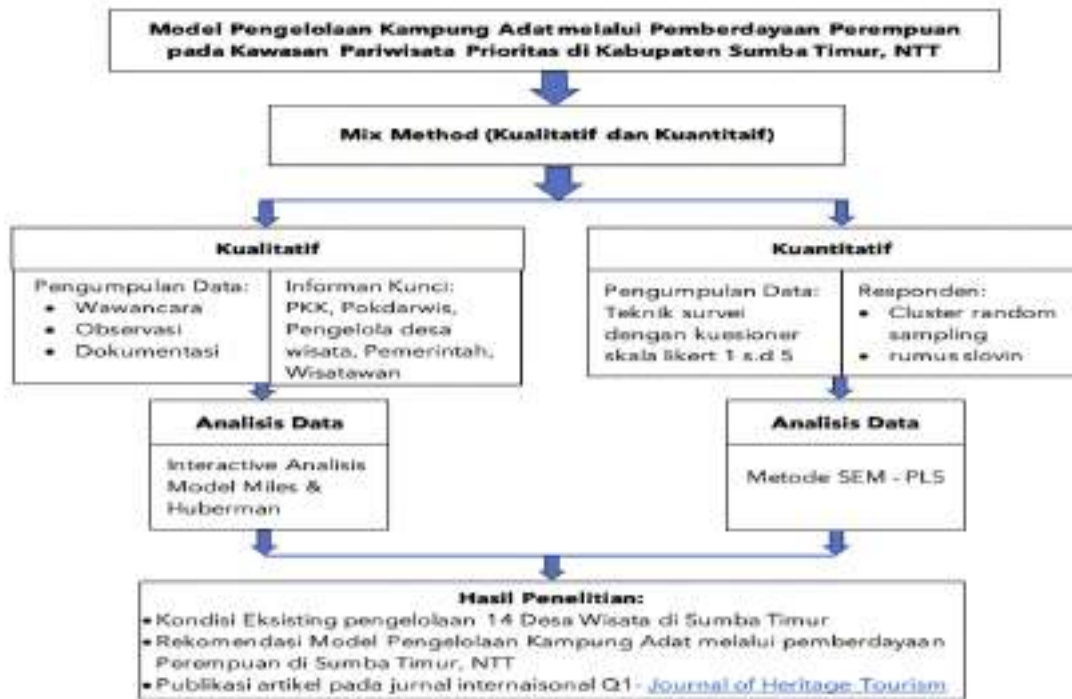 Model Pengelolaan Kampung Adat melalui Pemberdayaan Perempuan
pada Kawasan Pariwisata Prioritas di Kabupaten Sumba Timur, NTT
Mix Method (Kualitatif dan Kuantitaif)
Kualitatif
Pengumpulan Data:
• Wawancara
• Observasi
• Dokumentasi
Informan Kunci:
PKK, Pokdarwis,
Pengelola desa
wisata, Pemerintah,
Wisatawan
Kuantitatif
Pengumpulan Data:
Teknik survei
dengan kuesioner
skala likert 1 s.d 5
Responden:
• Cluster random
sampling
• rumus slovin
Analisis Data
Interactive Analisis
Model Miles &
Huberman
Analisis Data
Metode SEM - PLS
Hasil Penelitian:
• Kondisi Eksisting pengelolaan 14 Desa Wisata di Sumba Timur
• Rekomendasi Model Pengelolaan Kampung Adat melalui pemberdayaan
Perempuan di Sumba Timur, NTT
• Publikasi artikel pada jurnal internaisonal Q1- Journal of Heritage Tourism